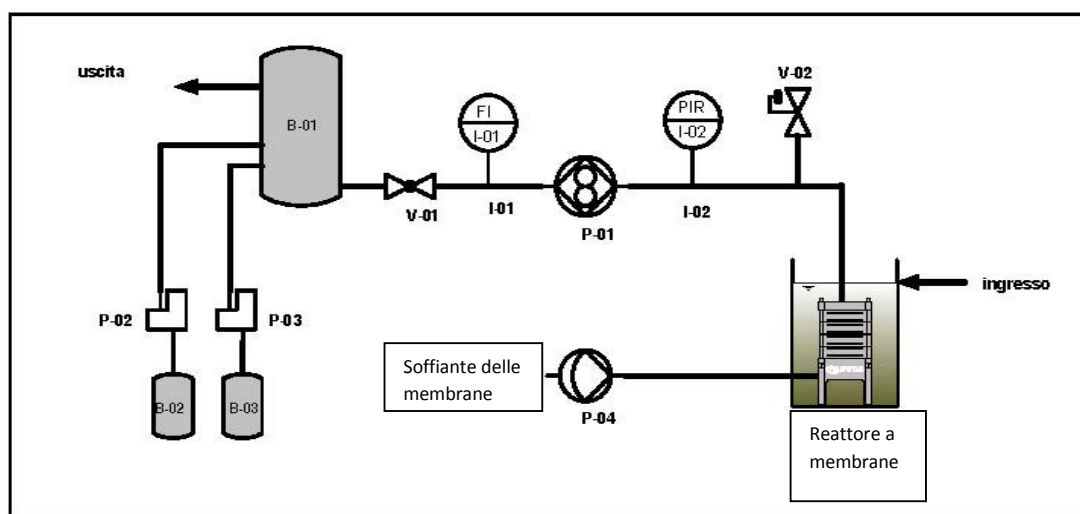 uscita
B-01
FI
I-01
PIR
I-02
V-02
V-01
I-01
P-01
I-02
ingresso
P-02
P-03
B-02
B-03
Soffiante delle
membrane
P-04
Reattore a
membrane